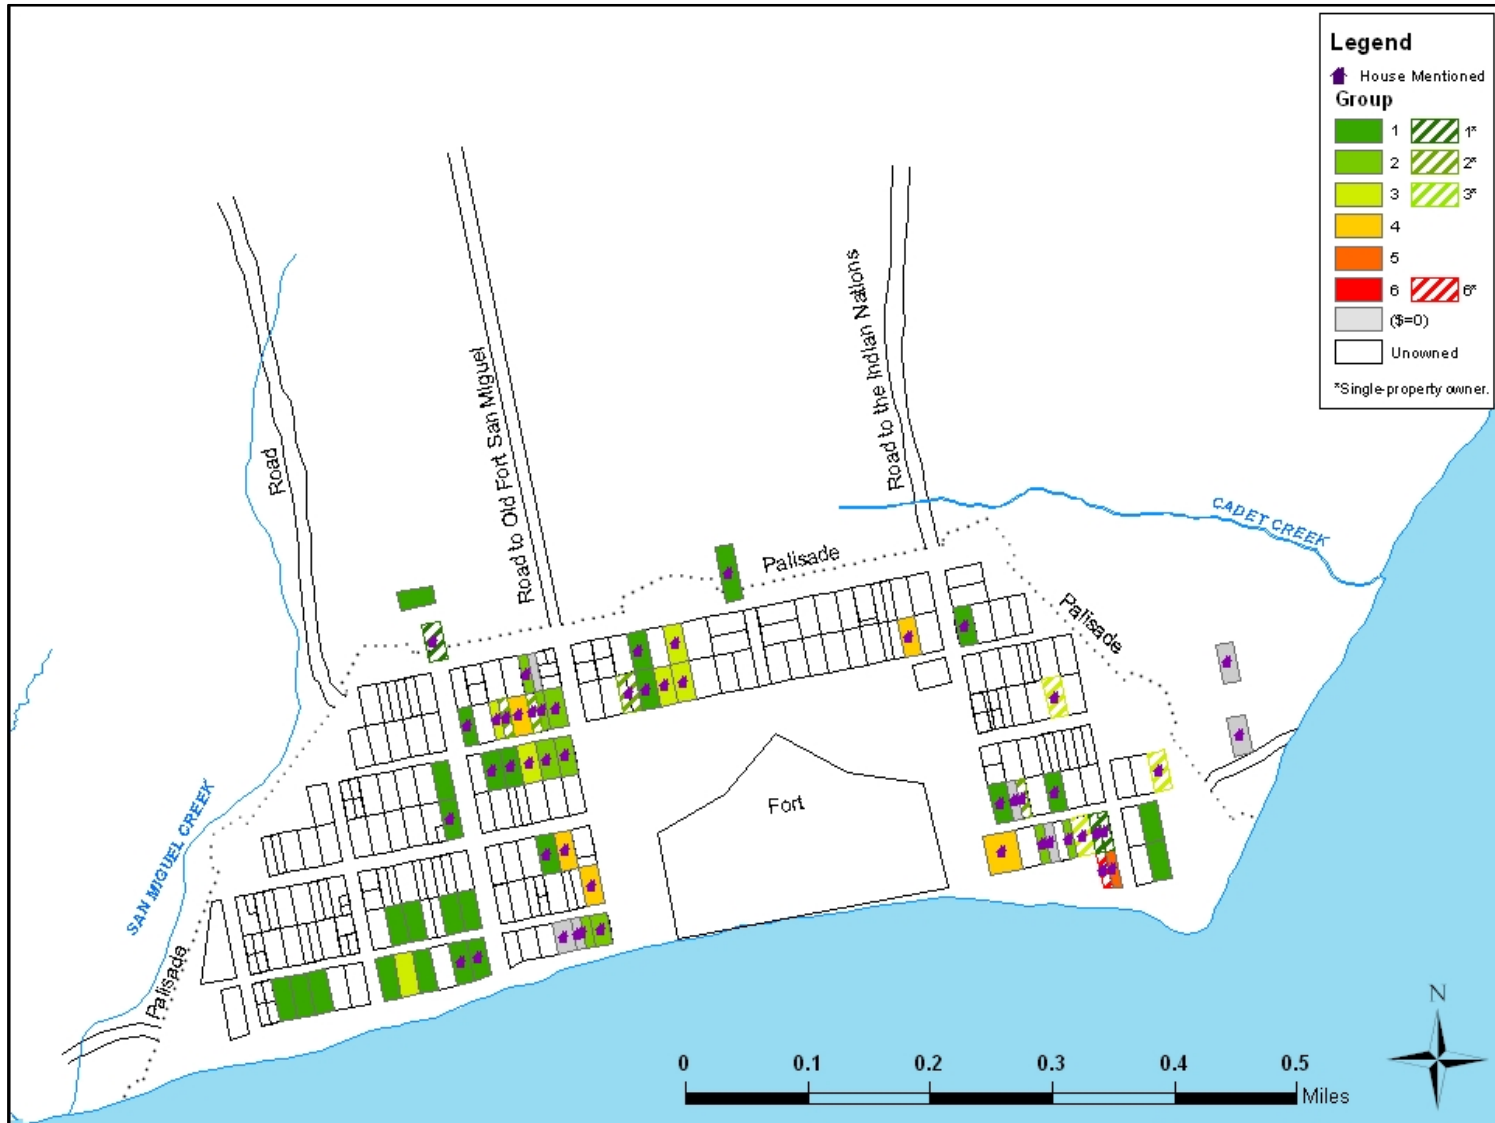 Legend
House Mentioned
Group
1 1*
2 2*
3 3*
4
5
6 6*
($=0)
Unowned
*Single-property owner.
Road
Road to Old Fort San Miguel
Road to the Indian Nations
CADET CREEK
Palisade
Palisade
Fort
SAN MIGUEL CREEK
Palisade
N
0 0.1 0.2 0.3 0.4 0.5
Miles